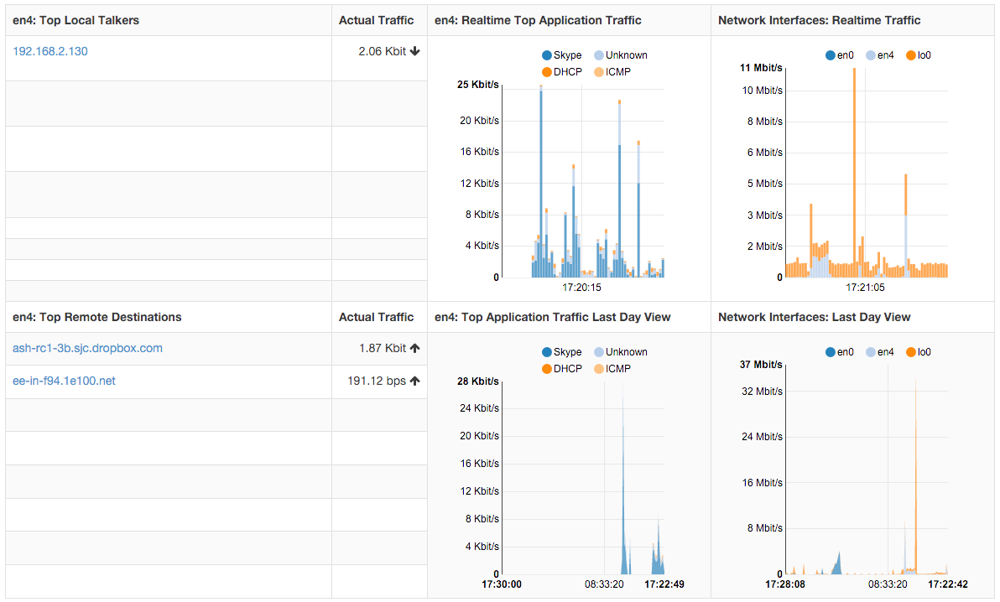 en4: Top Local Talkers
Actual Traffic
192.168.2.130
2.06 Kbit
en4: Realtime Top Application Traffic
Skype
Unknown
DHCP
ICMP
25 Kbit/s
20 Kbit/s
16 Kbit/s
12 Kbit/s
8 Kbit/s
4 Kbit/s
0
17:20:15
Network Interfaces: Realtime Traffic
en0
en4
lo0
11 Mbit/s
10 Mbit/s
8 Mbit/s
6 Mbit/s
5 Mbit/s
3 Mbit/s
2 Mbit/s
0
17:21:05
en4: Top Remote Destinations
Actual Traffic
ash-rc1-3b.sjc.dropbox.com
1.87 Kbit
ee-in-f94.1e100.net
191.12 bps
en4: Top Application Traffic Last Day View
Skype
Unknown
DHCP
ICMP
28 Kbit/s
24 Kbit/s
20 Kbit/s
16 Kbit/s
12 Kbit/s
8 Kbit/s
4 Kbit/s
0
17:30:00
08:33:20
17:22:49
Network Interfaces: Last Day View
en0
en4
lo0
37 Mbit/s
32 Mbit/s
24 Mbit/s
16 Mbit/s
8 Mbit/s
0
17:28:08
08:33:20
17:22:42